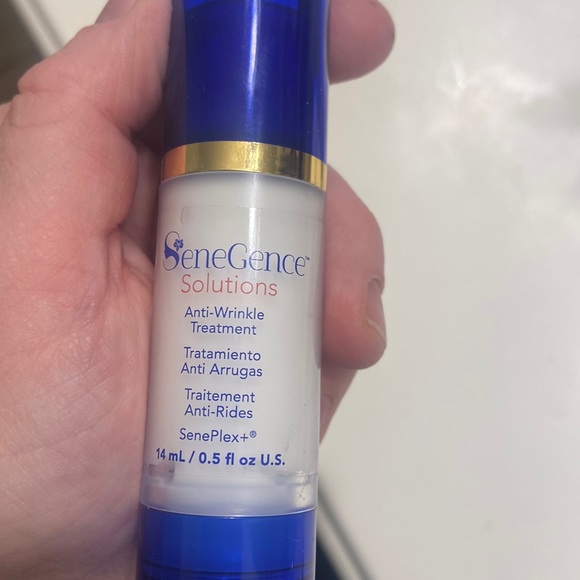 SeneGence™
Solutions
Anti-Wrinkle
Treatment
Tratamiento
Anti Arrugas
Traitement
Anti-Rides
SenePlex+®
14 mL / 0.5 fl oz U.S.